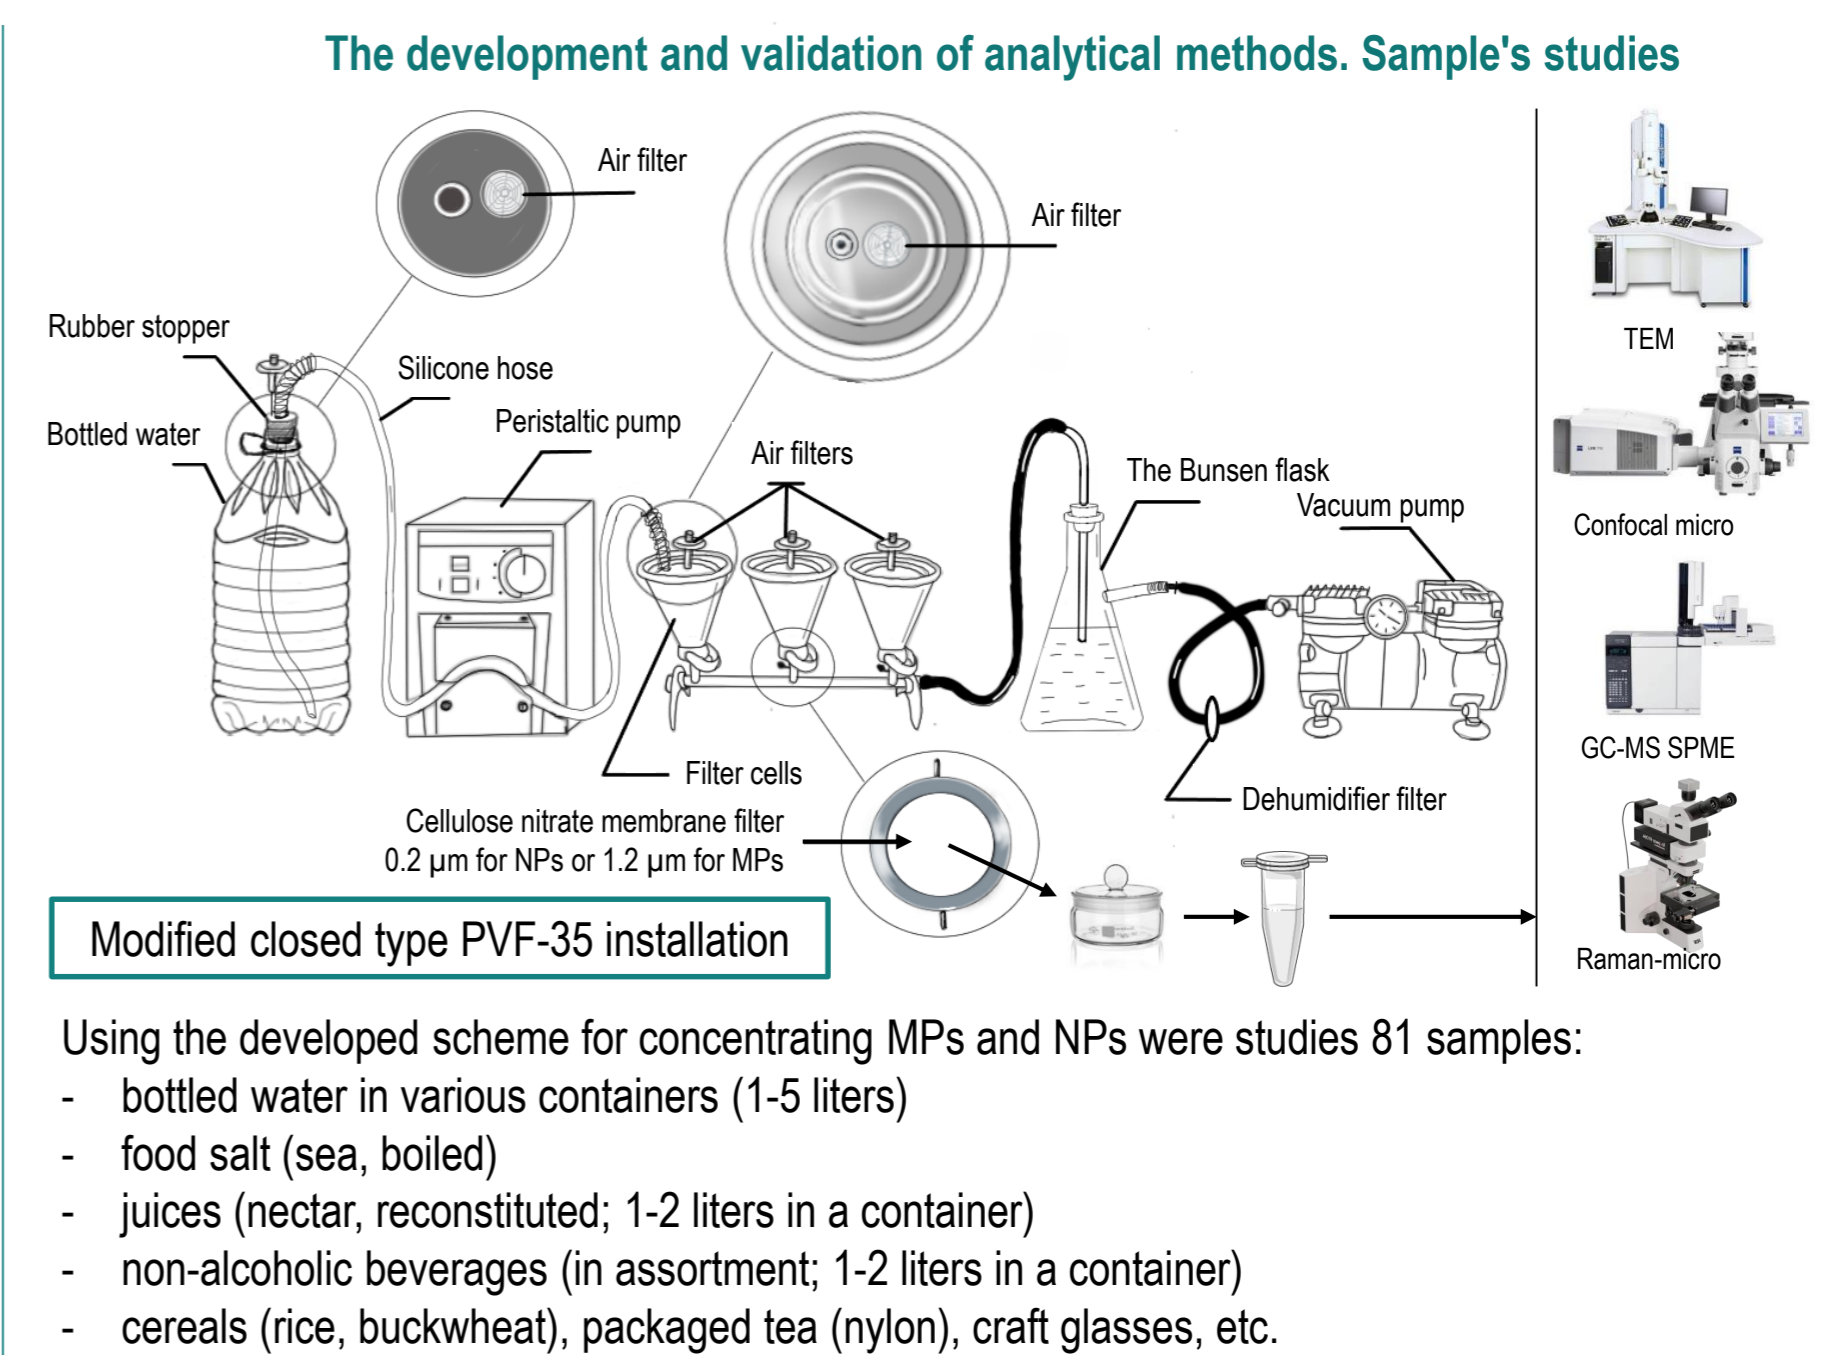 The development and validation of analytical methods. Sample's studies
Air filter
Air filter
Rubber stopper
Silicone hose
Bottled water
Peristaltic pump
Air filters
The Bunsen flask
Vacuum pump
TEM
Confocal micro
GC-MS SPME
Raman-micro
Filter cells
Dehumidifier filter
Cellulose nitrate membrane filter
0.2 µm for NPs or 1.2 µm for MPs
Modified closed type PVF-35 installation
Using the developed scheme for concentrating MPs and NPs were studies 81 samples:
- bottled water in various containers (1-5 liters)
- food salt (sea, boiled)
- juices (nectar, reconstituted; 1-2 liters in a container)
- non-alcoholic beverages (in assortment; 1-2 liters in a container)
- cereals (rice, buckwheat), packaged tea (nylon), craft glasses, etc.